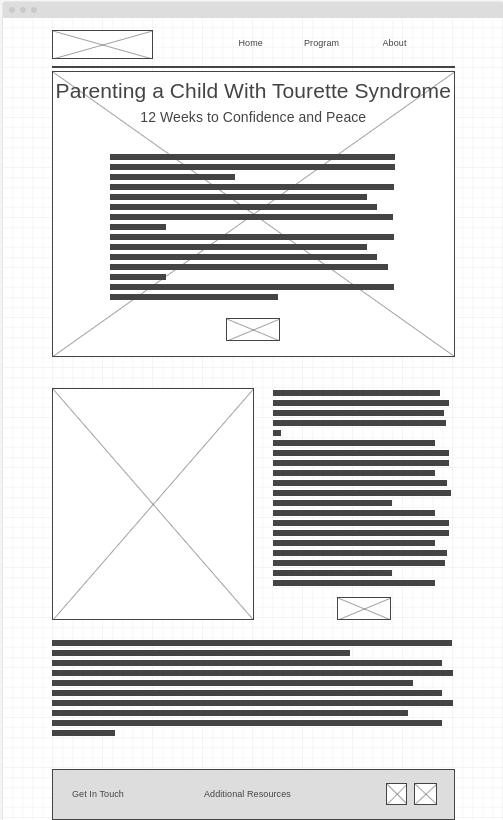 Home Program About
Parenting a Child With Tourette Syndrome
12 Weeks to Confidence and Peace
Get In Touch Additional Resources